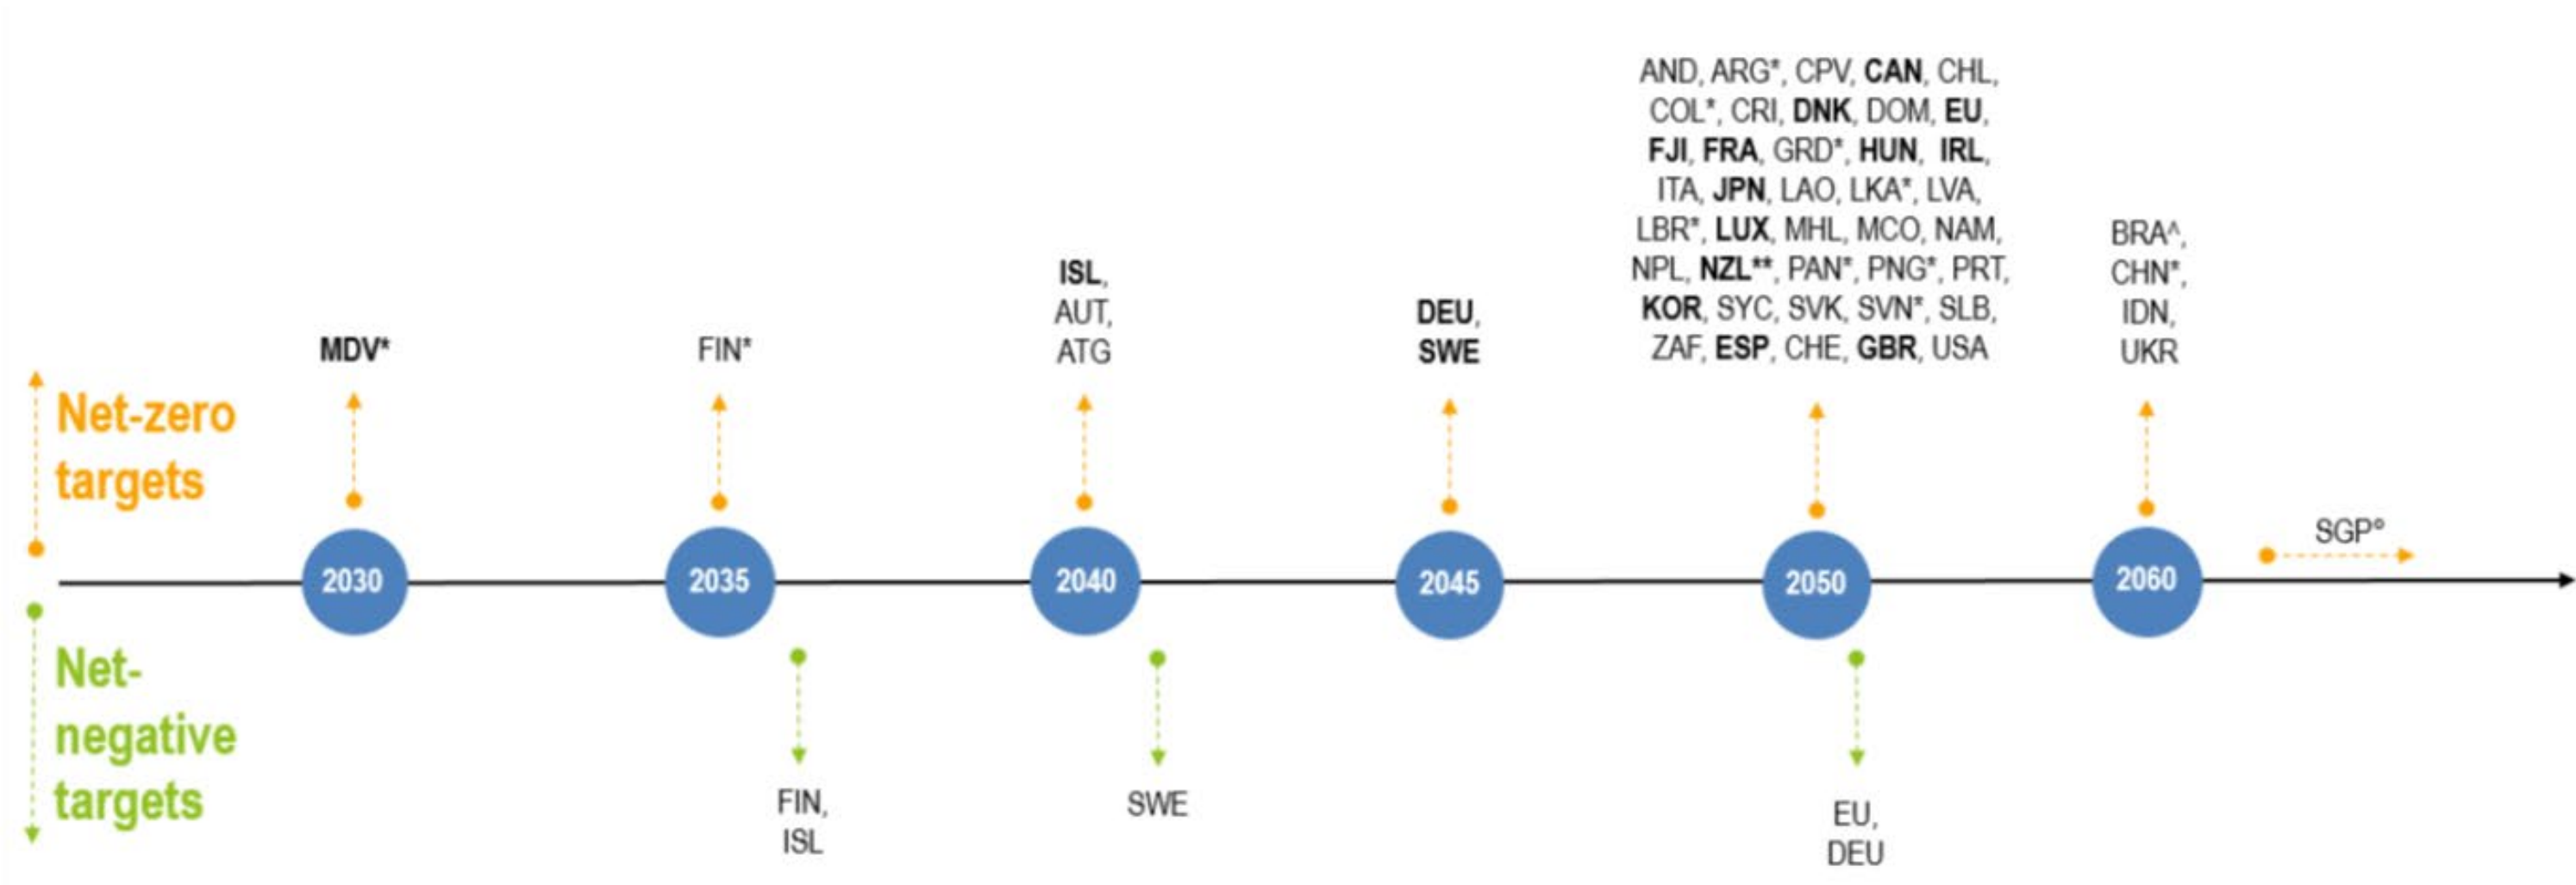 AND, ARG*, CPV, CAN, CHL,
COL*, CRI, DNK, DOM, EU,
FJI, FRA, GRD*, HUN, IRL,
ITA, JPN, LAO, LKA*, LVA,
LBR*, LUX, MHL, MCO, NAM,
NPL, NZL**, PAN*, PNG*, PRT,
KOR, SYC, SVK, SVN*, SLB,
ZAF, ESP, CHE, GBR, USA
BRA^,
CHN*,
IDN,
UKR
ISL,
AUT,
ATG
DEU,
SWE
MDV*
FIN*
Net-zero
targets
SGP°
2030
2035
2040
2045
2050
2060
Net-
negative
targets
FIN,
ISL
SWE
EU,
DEU